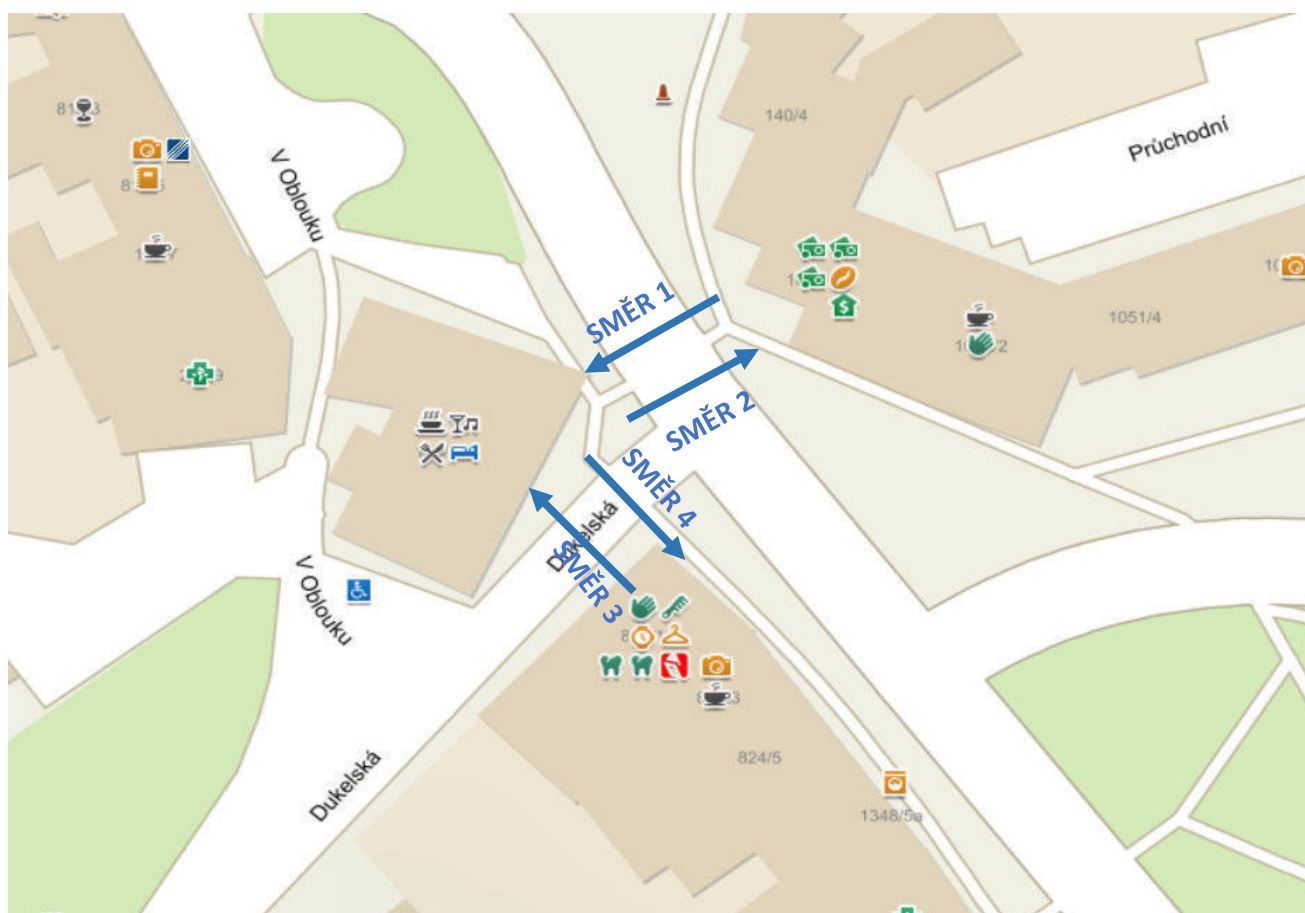 140/4
Průchodní
V Oblouku
SMĚR 1
1051/4
SMĚR 2
SMĚR 4
Dukelská
SMĚR 3
V Oblouku
824/5
Dukelská
1348/5a